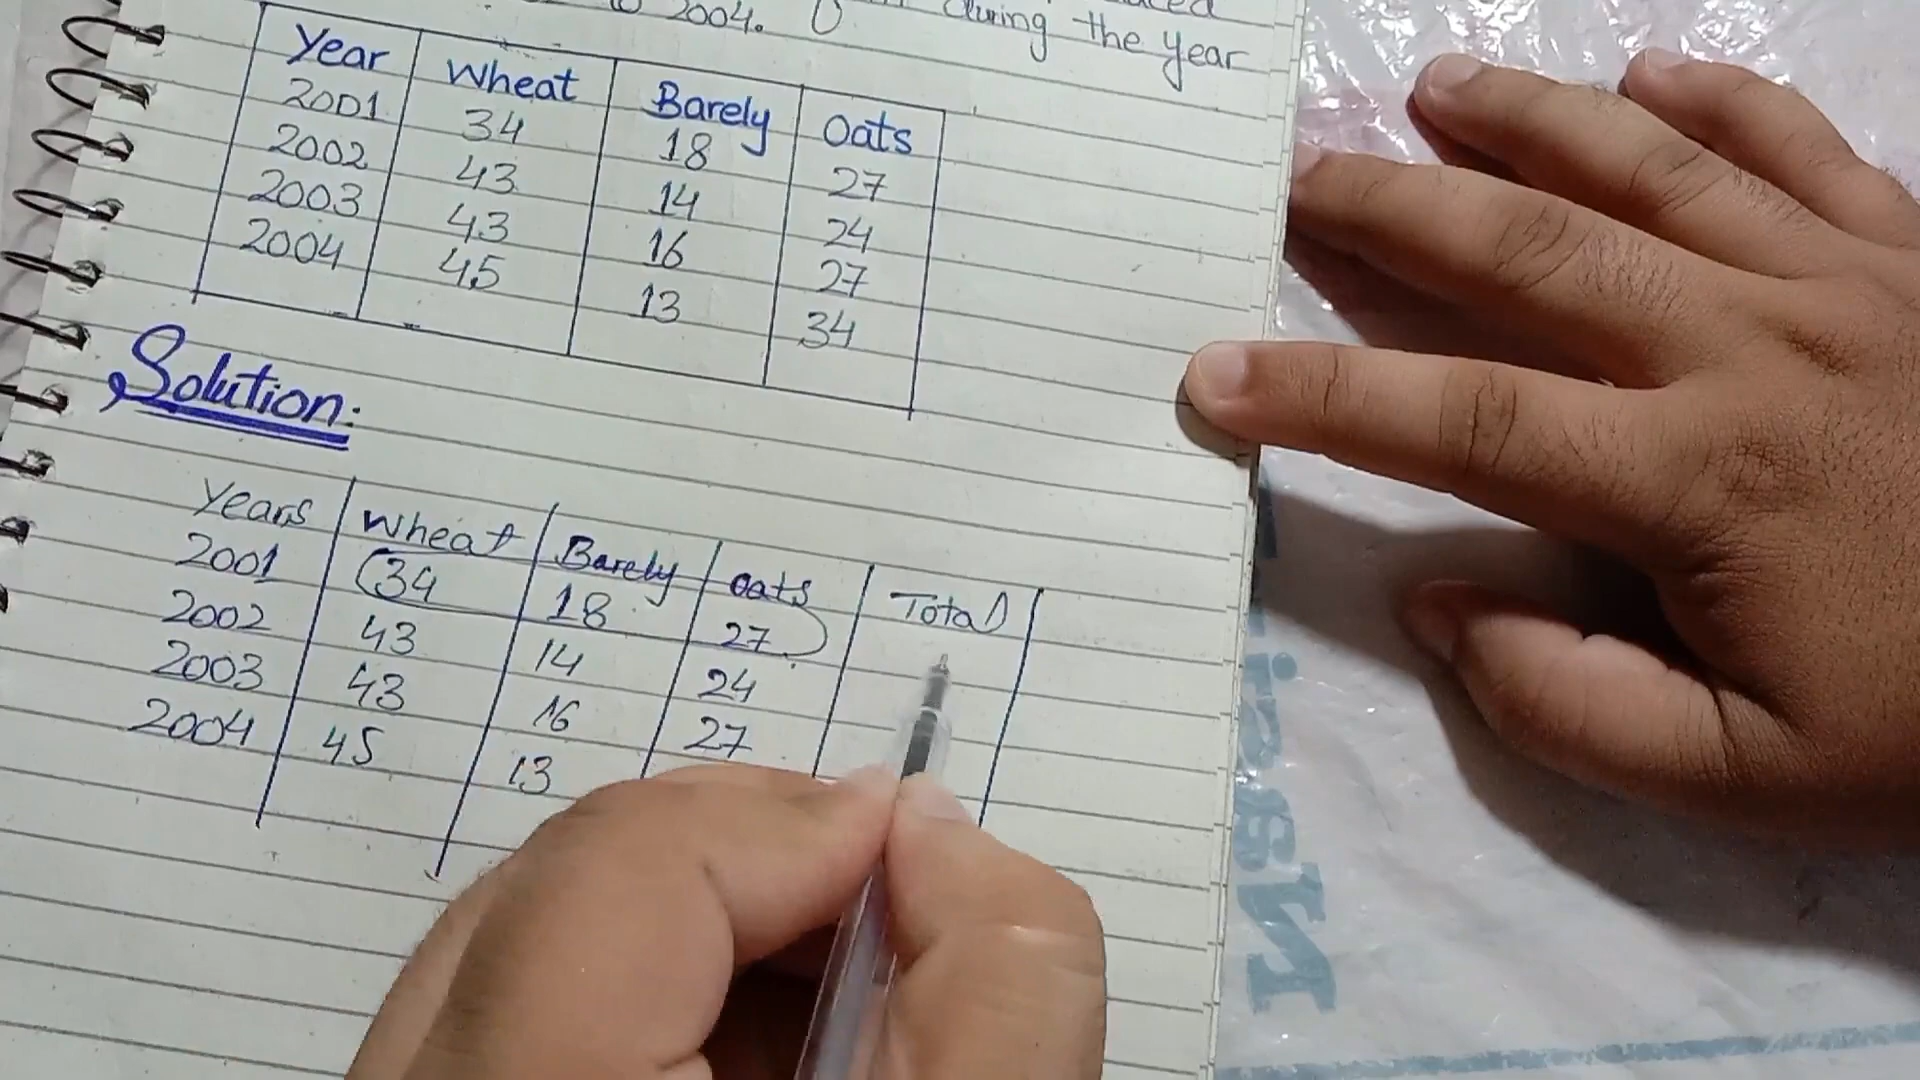 to 2004. during the year
Year Wheat Barely Oats
2001 34 18 27
2002 43 14 24
2003 43 16 27
2004 45 13 34
Solution:
Years Wheat Barely oats Total
2001 34 18 27
2002 43 14 24
2003 43 16 27
2004 45 13